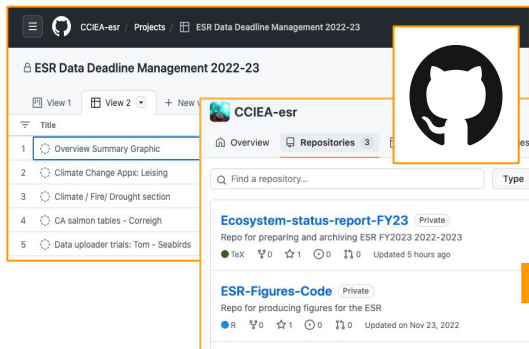 CCIEA-esr / Projects / ESR Data Deadline Management 2022-23
ESR Data Deadline Management 2022-23
View 1 View 2 + New
Title
1 Overview Summary Graphic
2 Climate Change Appx: Leising
3 Climate / Fire/ Drought section
4 CA salmon tables - Correigh
5 Data uploader trials: Tom - Seabirds
CCIEA-esr
Overview Repositories 3
Find a repository...
Type
Ecosystem-status-report-FY23 Private
Repo for preparing and archiving ESR FY2023 2022-2023
TeX 0 1 0 0 Updated 5 hours ago
ESR-Figures-Code Private
Repo for producing figures for the ESR
R 0 1 0 0 Updated on Nov 23, 2022